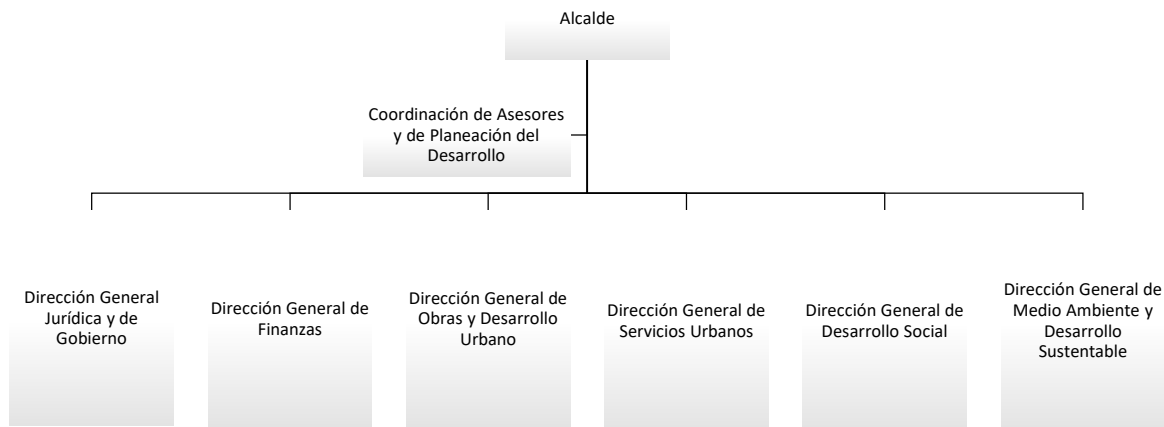 Alcalde
Coordinación de Asesores
y de Planeación del
Desarrollo
Dirección General
Jurídica y de
Gobierno
Dirección General de
Finanzas
Dirección General de
Obras y Desarrollo
Urbano
Dirección General de
Servicios Urbanos
Dirección General de
Desarrollo Social
Dirección General de
Medio Ambiente y
Desarrollo
Sustentable